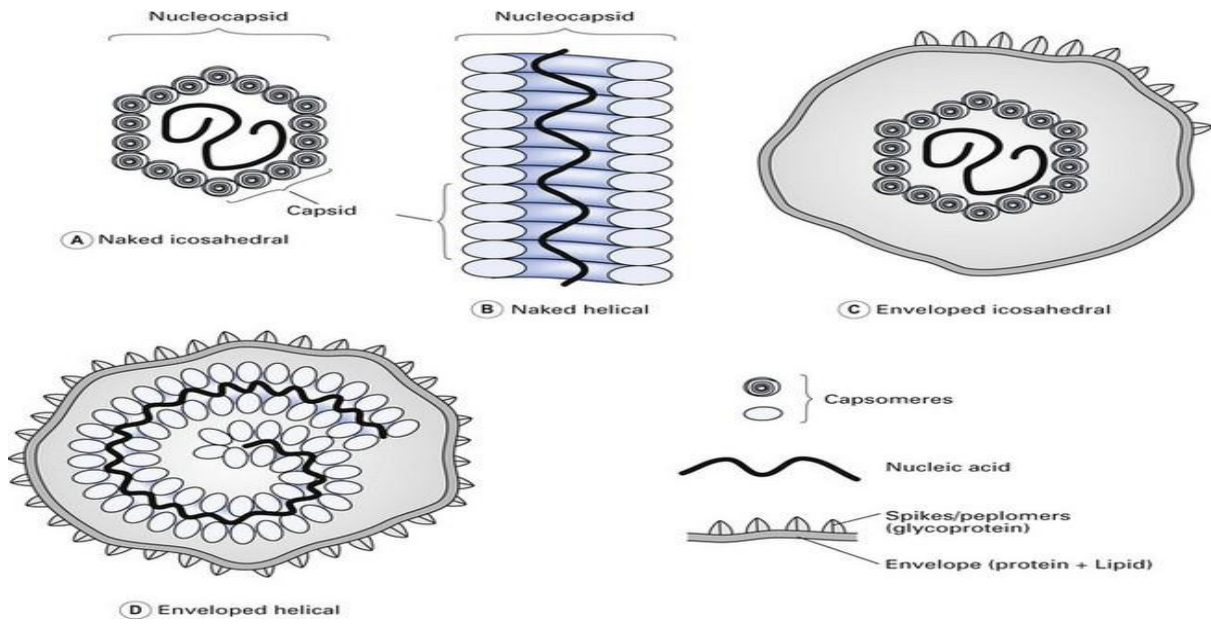 Nucleocapsid
Nucleocapsid
Capsid
A Naked icosahedral
B Naked helical
C Enveloped icosahedral
Capsomeres
Nucleic acid
Spikes/peplomers
(glycoprotein)
Envelope (protein + Lipid)
D Enveloped helical